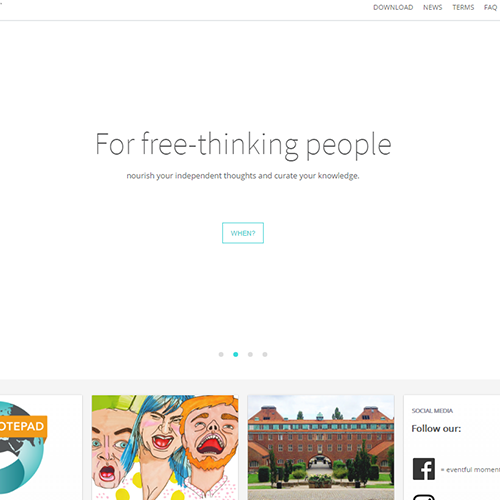 DOWNLOAD NEWS TERMS FAQ
For free-thinking people
nourish your independent thoughts and curate your knowledge.
WHEN?
OTEPAD
SOCIAL MEDIA
Follow our:
= eventful moment